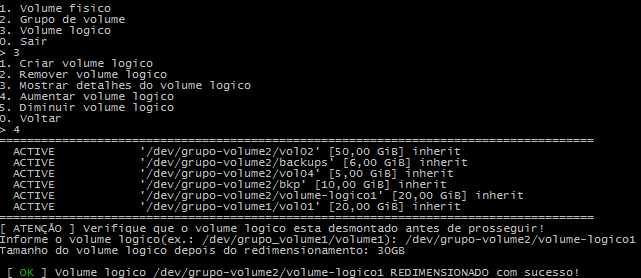 1. Volume fisico
2. Grupo de volume
3. Volume logico
0. Sair
> 3
1. Criar volume logico
2. Remover volume logico
3. Mostrar detalhes do volume logico
4. Aumentar volume logico
5. Diminuir volume logico
0. Voltar
> 4
================================================================================
ACTIVE '/dev/grupo-volume2/vol02' [50,00 GiB] inherit
ACTIVE '/dev/grupo-volume2/backups' [6,00 GiB] inherit
ACTIVE '/dev/grupo-volume2/vol04' [5,00 GiB] inherit
ACTIVE '/dev/grupo-volume2/bkp' [10,00 GiB] inherit
ACTIVE '/dev/grupo-volume2/volume-logico1' [20,00 GiB] inherit
ACTIVE '/dev/grupo-volume1/vol01' [20,00 GiB] inherit
================================================================================
[ ATENÇÃO ] Verifique que o volume logico esta desmontado antes de prosseguir!
Informe o volume logico(ex.: /dev/grupo_volume1/volume1): /dev/grupo-volume2/volume-logico1
Tamanho do volume logico depois do redimensionamento: 30GB
[ OK ] Volume logico /dev/grupo-volume2/volume-logico1 REDIMENSIONADO com sucesso!